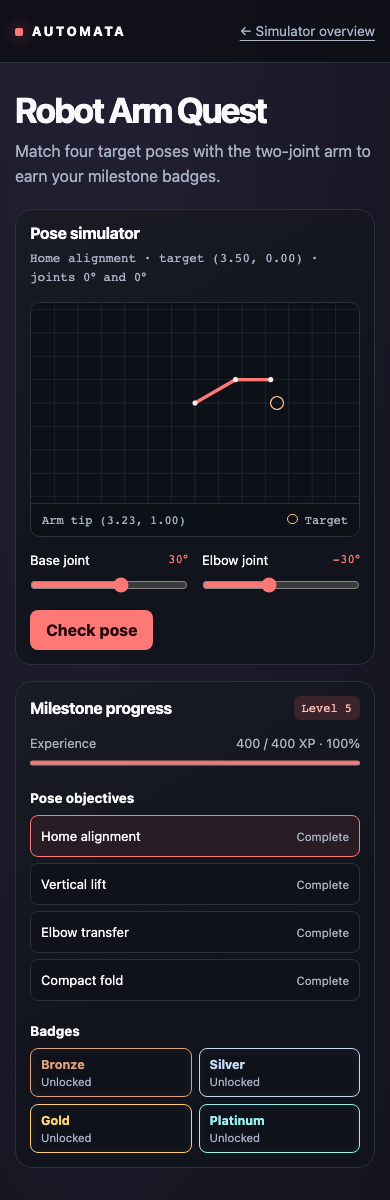 AUTOMATA
← Simulator overview
Robot Arm Quest
Match four target poses with the two-joint arm to
earn your milestone badges.
Pose simulator
Home alignment · target (3.50, 0.00) ·
joints 0° and 0°
Arm tip (3.23, 1.00)
Target
Base joint 30°
Elbow joint −30°
Check pose
Milestone progress
Level 5
Experience
400 / 400 XP · 100%
Pose objectives
Home alignment Complete
Vertical lift Complete
Elbow transfer Complete
Compact fold Complete
Badges
Bronze
Unlocked
Silver
Unlocked
Gold
Unlocked
Platinum
Unlocked